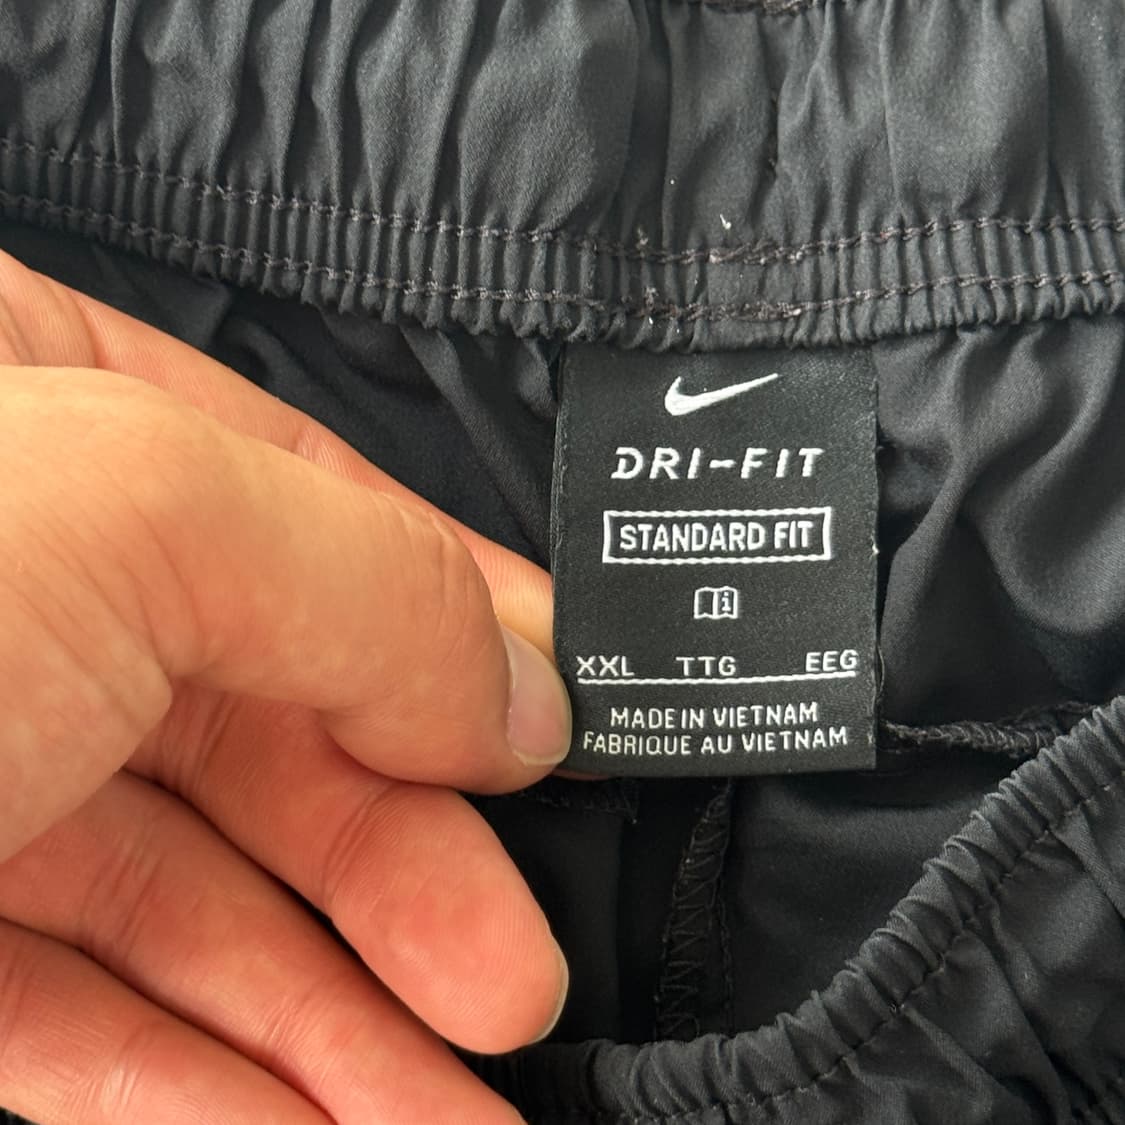 DRI-FIT
STANDARD FIT
i
XXL TTG EEG
MADE IN VIETNAM
FABRIQUE AU VIETNAM